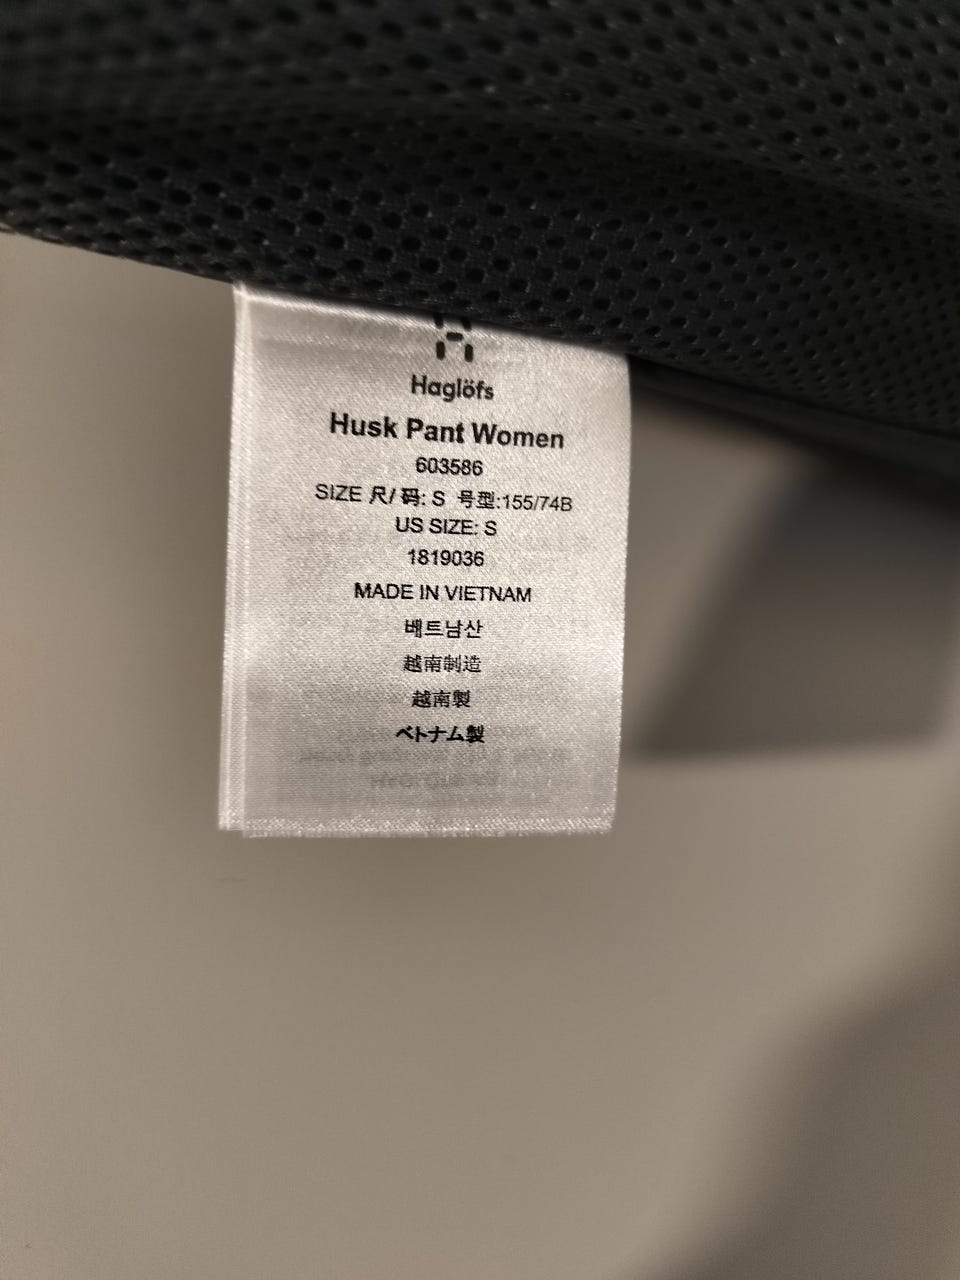 Haglöfs
Husk Pant Women
603586
SIZE 尺/码: S 号型:155/74B
US SIZE: S
1819036
MADE IN VIETNAM
베트남산
越南制造
越南製
ベトナム製